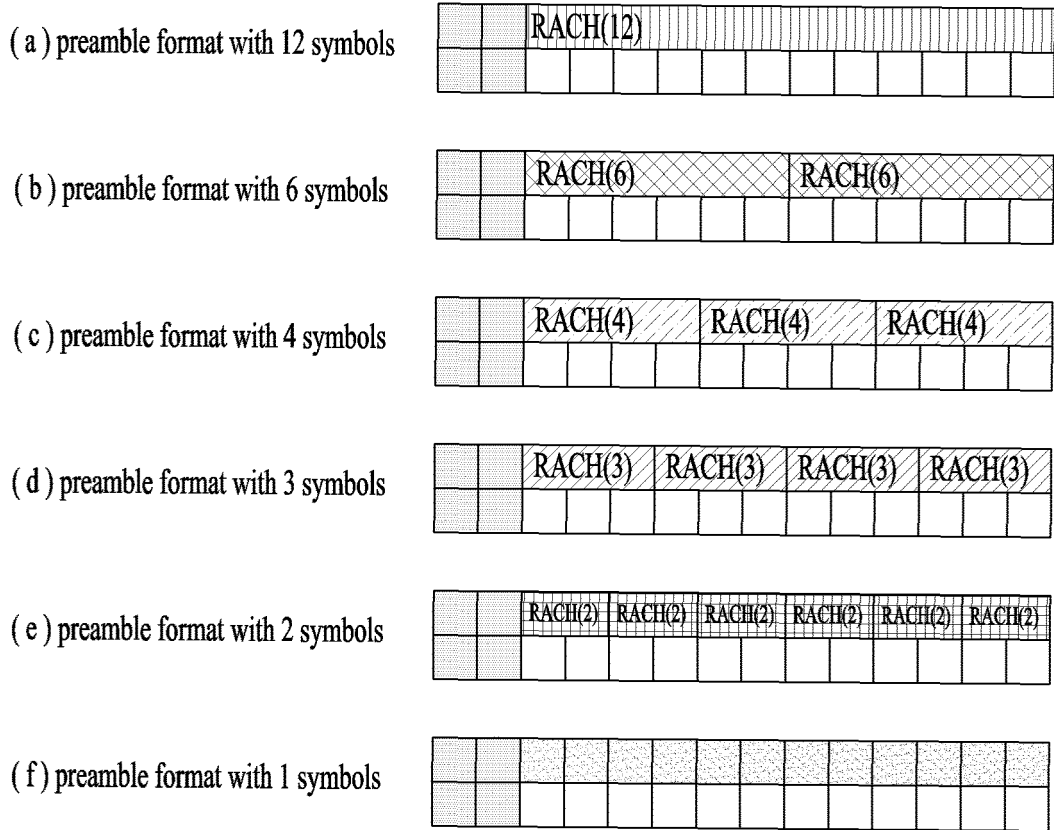 ( a ) preamble format with 12 symbols
RACH(12)
( b ) preamble format with 6 symbols
RACH(6) RACH(6)
( c ) preamble format with 4 symbols
RACH(4) RACH(4) RACH(4)
( d ) preamble format with 3 symbols
RACH(3) RACH(3) RACH(3) RACH(3)
( e ) preamble format with 2 symbols
RACH(2) RACH(2) RACH(2) RACH(2) RACH(2) RACH(2)
( f ) preamble format with 1 symbols